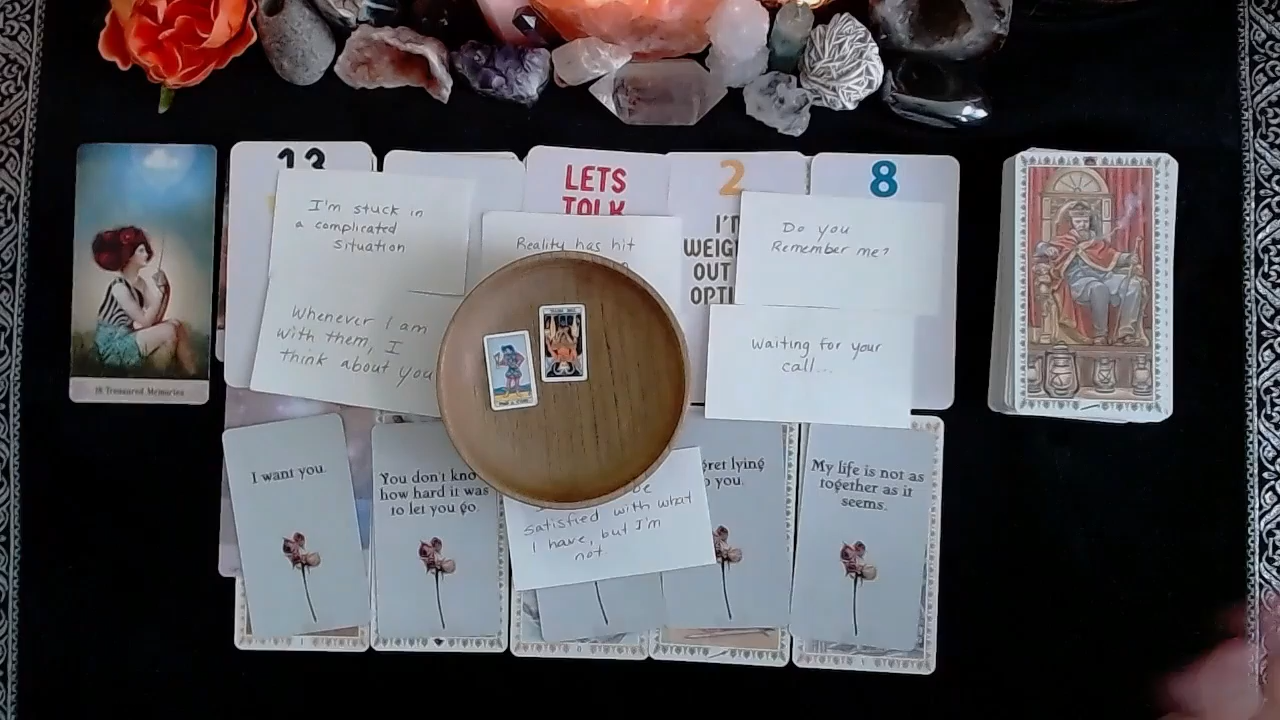 13
LETS
TALK
2
I'T
WEIG
OUT
OPTI
8
I'm stuck in
a complicated
situation
Whenever I am
with them, I
think about you
Reality has hit
Do you
Remember me?
Waiting for your
call...
18 Treasured Memories
I want you.
You don't kno
how hard it was
to let you go.
be
satisfied with what
I have, but I'm
not.
gret lying
o you.
My life is not as
together as it
seems.